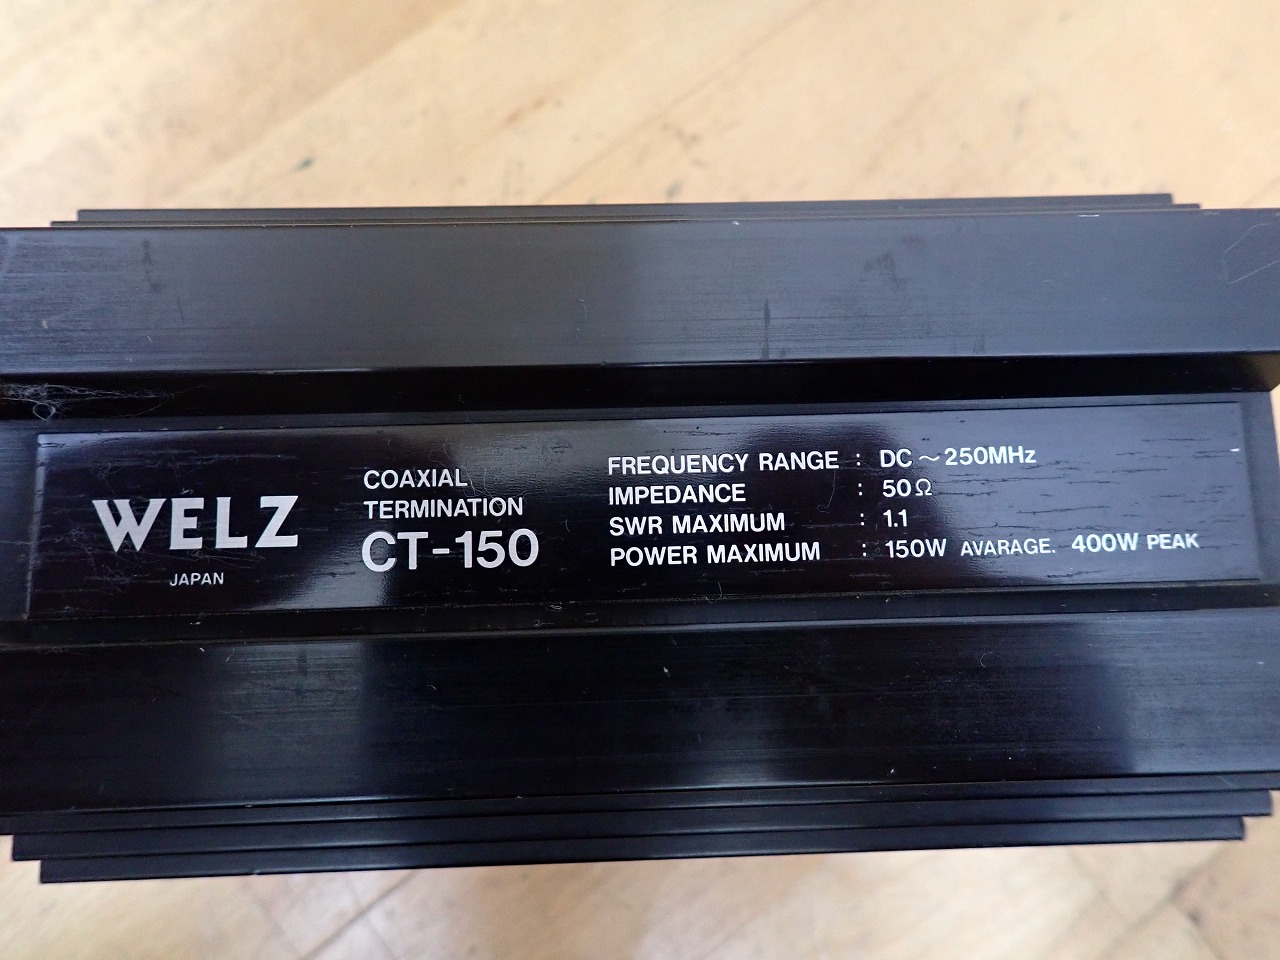 WELZ
JAPAN
COAXIAL
TERMINATION
CT-150
FREQUENCY RANGE : DC ~ 250MHz
IMPEDANCE : 50Ω
SWR MAXIMUM : 1.1
POWER MAXIMUM : 150W AVARAGE. 400W PEAK